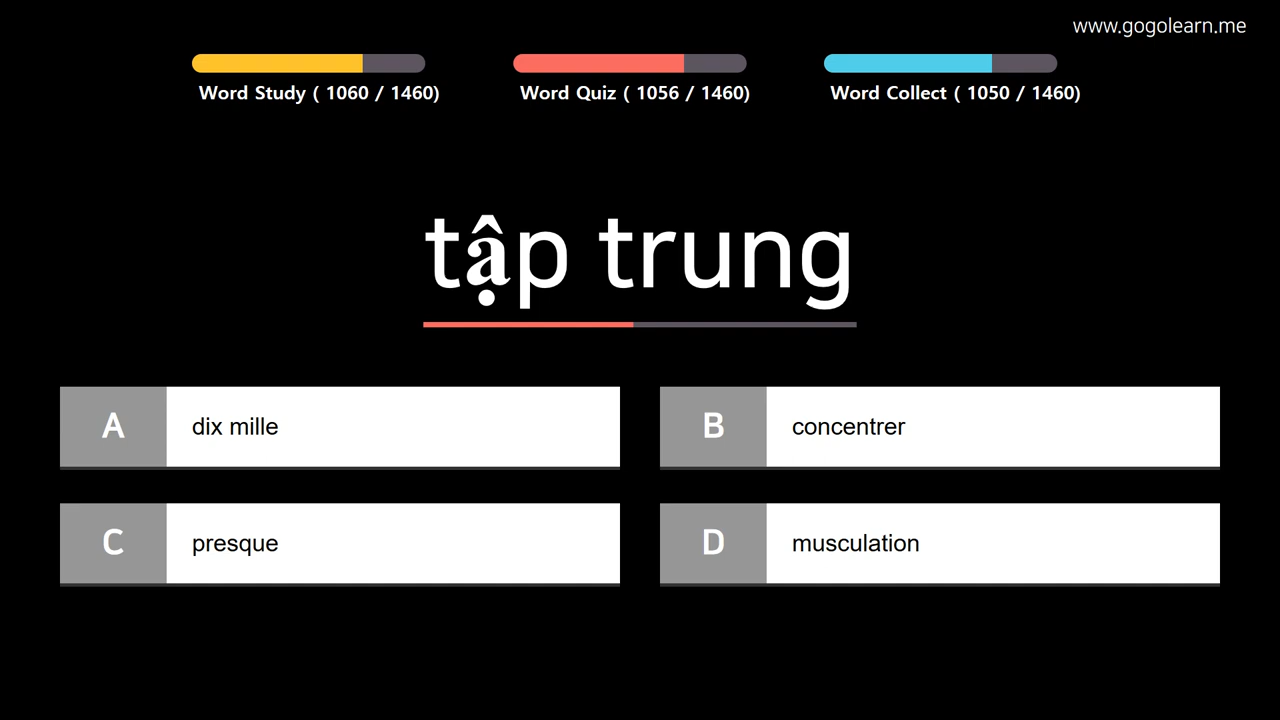 www.gogolearn.me
Word Study ( 1060 / 1460)
Word Quiz ( 1056 / 1460)
Word Collect ( 1050 / 1460)
tập trung
A dix mille
B concentrer
C presque
D musculation